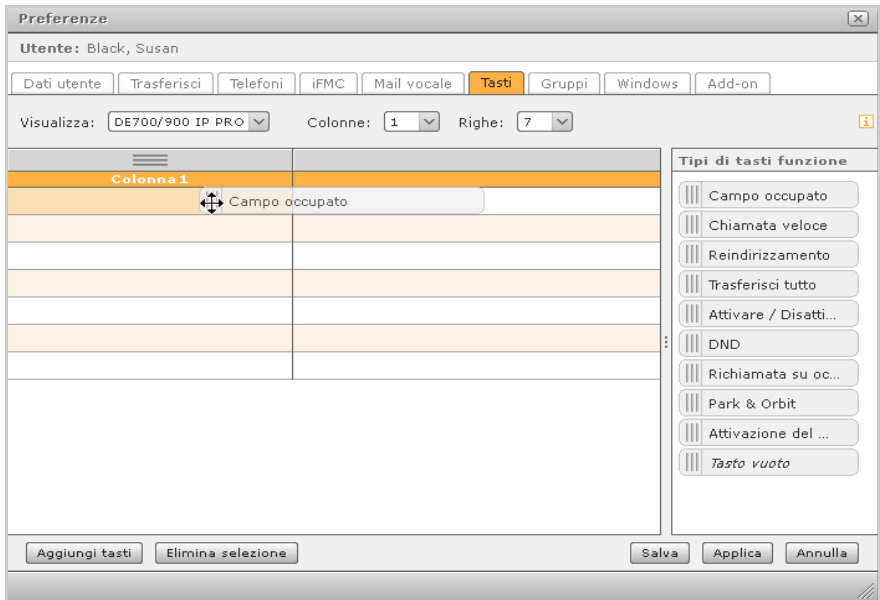 Preferenze
Utente: Black, Susan
Dati utente Trasferisci Telefoni iFMC Mail vocale Tasti Gruppi Windows Add-on
Visualizza: DE700/900 IP PRO Colonne: 1 Righe: 7
Tipi di tasti funzione
Colonna 1
Campo occupato
Campo occupato
Chiamata veloce
Reindirizzamento
Trasferisci tutto
Attivare / Disatti...
DND
Richiamata su oc...
Park & Orbit
Attivazione del ...
Tasto vuoto
Aggiungi tasti Elimina selezione Salva Applica Annulla